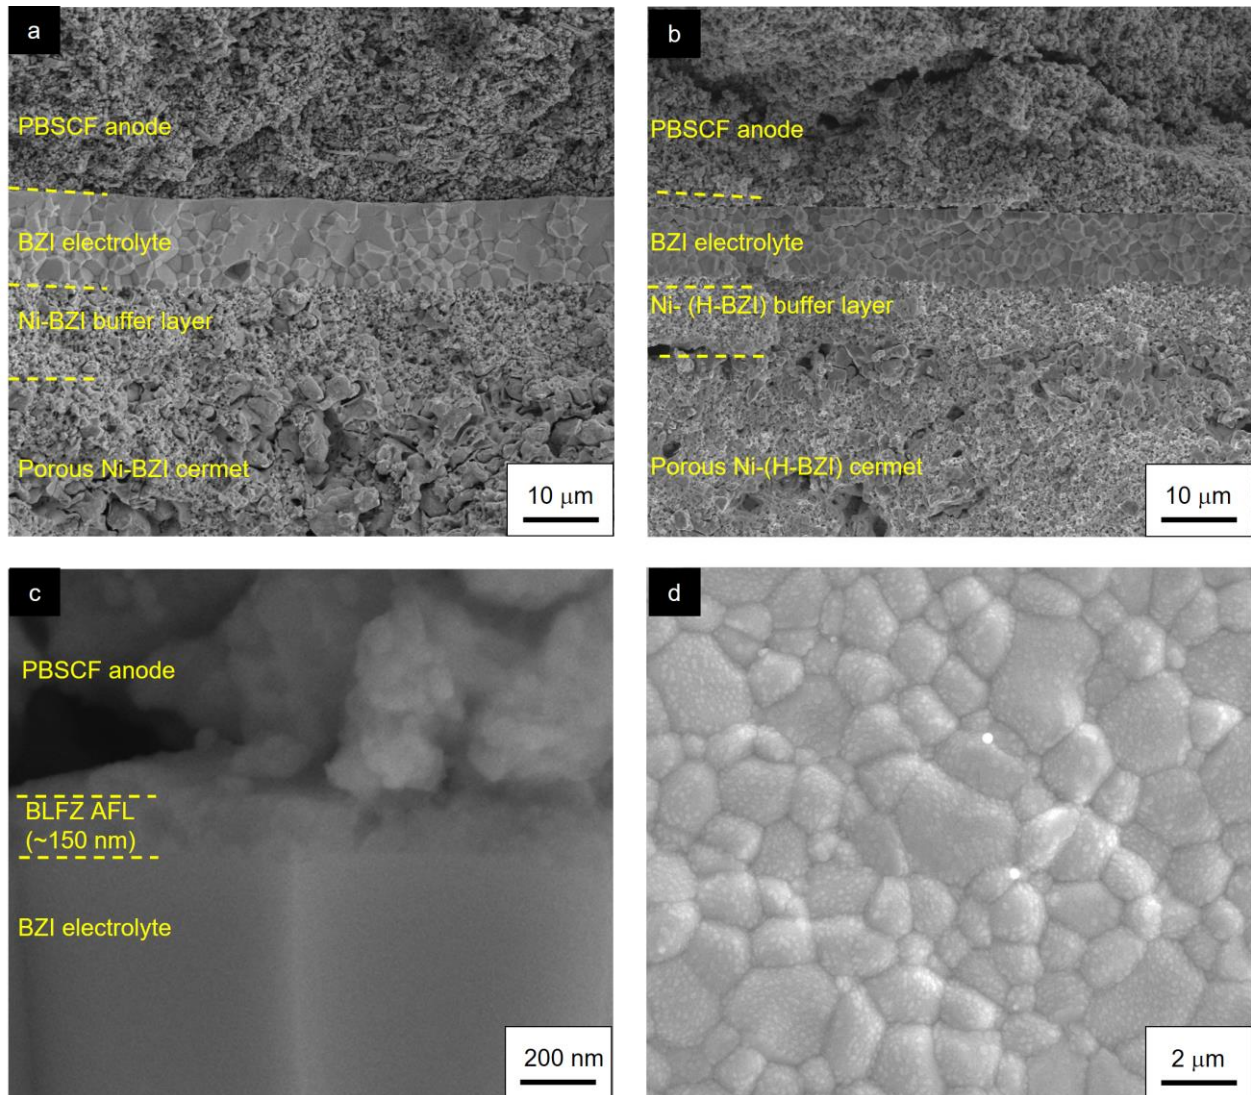 a
PBSCF anode
BZI electrolyte
Ni-BZI buffer layer
Porous Ni-BZI cermet
10 μm
b
PBSCF anode
BZI electrolyte
Ni- (H-BZI) buffer layer
Porous Ni-(H-BZI) cermet
10 μm
c
PBSCF anode
BLFZ AFL
(~150 nm)
BZI electrolyte
200 nm
d
2 μm